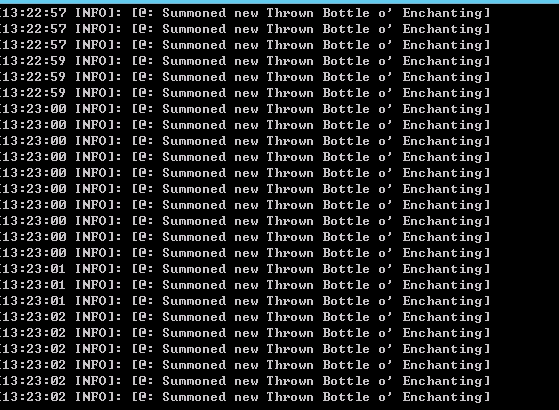 [13:22:57 INFO]: [@: Summoned new Thrown Bottle o' Enchanting]
[13:22:57 INFO]: [@: Summoned new Thrown Bottle o' Enchanting]
[13:22:57 INFO]: [@: Summoned new Thrown Bottle o' Enchanting]
[13:22:59 INFO]: [@: Summoned new Thrown Bottle o' Enchanting]
[13:22:59 INFO]: [@: Summoned new Thrown Bottle o' Enchanting]
[13:22:59 INFO]: [@: Summoned new Thrown Bottle o' Enchanting]
[13:23:00 INFO]: [@: Summoned new Thrown Bottle o' Enchanting]
[13:23:00 INFO]: [@: Summoned new Thrown Bottle o' Enchanting]
[13:23:00 INFO]: [@: Summoned new Thrown Bottle o' Enchanting]
[13:23:00 INFO]: [@: Summoned new Thrown Bottle o' Enchanting]
[13:23:00 INFO]: [@: Summoned new Thrown Bottle o' Enchanting]
[13:23:00 INFO]: [@: Summoned new Thrown Bottle o' Enchanting]
[13:23:00 INFO]: [@: Summoned new Thrown Bottle o' Enchanting]
[13:23:00 INFO]: [@: Summoned new Thrown Bottle o' Enchanting]
[13:23:00 INFO]: [@: Summoned new Thrown Bottle o' Enchanting]
[13:23:00 INFO]: [@: Summoned new Thrown Bottle o' Enchanting]
[13:23:01 INFO]: [@: Summoned new Thrown Bottle o' Enchanting]
[13:23:01 INFO]: [@: Summoned new Thrown Bottle o' Enchanting]
[13:23:01 INFO]: [@: Summoned new Thrown Bottle o' Enchanting]
[13:23:02 INFO]: [@: Summoned new Thrown Bottle o' Enchanting]
[13:23:02 INFO]: [@: Summoned new Thrown Bottle o' Enchanting]
[13:23:02 INFO]: [@: Summoned new Thrown Bottle o' Enchanting]
[13:23:02 INFO]: [@: Summoned new Thrown Bottle o' Enchanting]
[13:23:02 INFO]: [@: Summoned new Thrown Bottle o' Enchanting]
[13:23:02 INFO]: [@: Summoned new Thrown Bottle o' Enchanting]